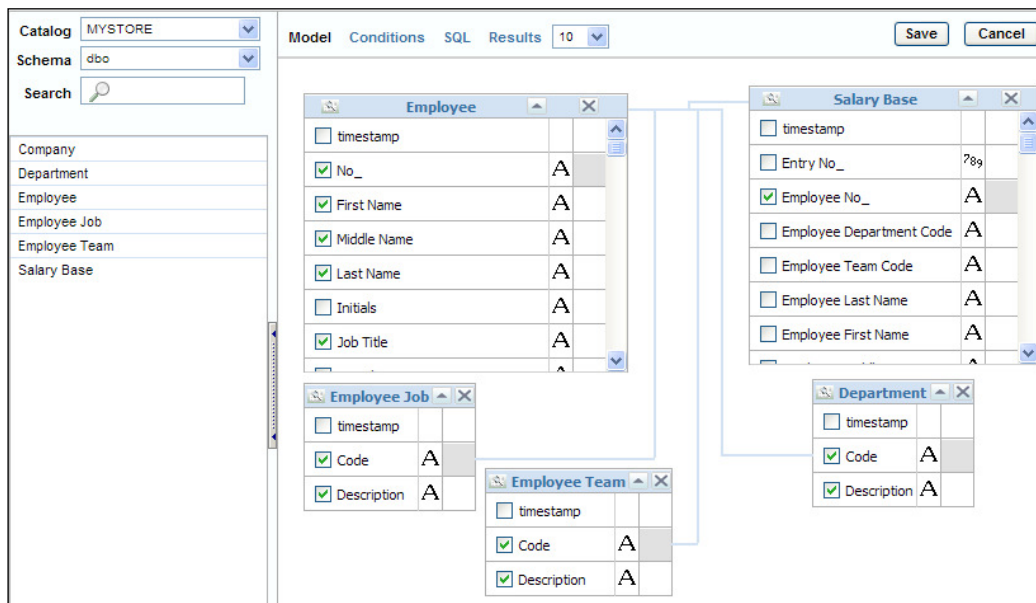 Catalog MYSTORE
Schema dbo
Search
Company
Department
Employee
Employee Job
Employee Team
Salary Base
Model Conditions SQL Results 10 Save Cancel
Employee
timestamp
No_ A
First Name A
Middle Name A
Last Name A
Initials A
Job Title A
Salary Base
timestamp
Entry No_ 789
Employee No_ A
Employee Department Code A
Employee Team Code A
Employee Last Name A
Employee First Name A
Employee Job
timestamp
Code A
Description A
Employee Team
timestamp
Code A
Description A
Department
timestamp
Code A
Description A